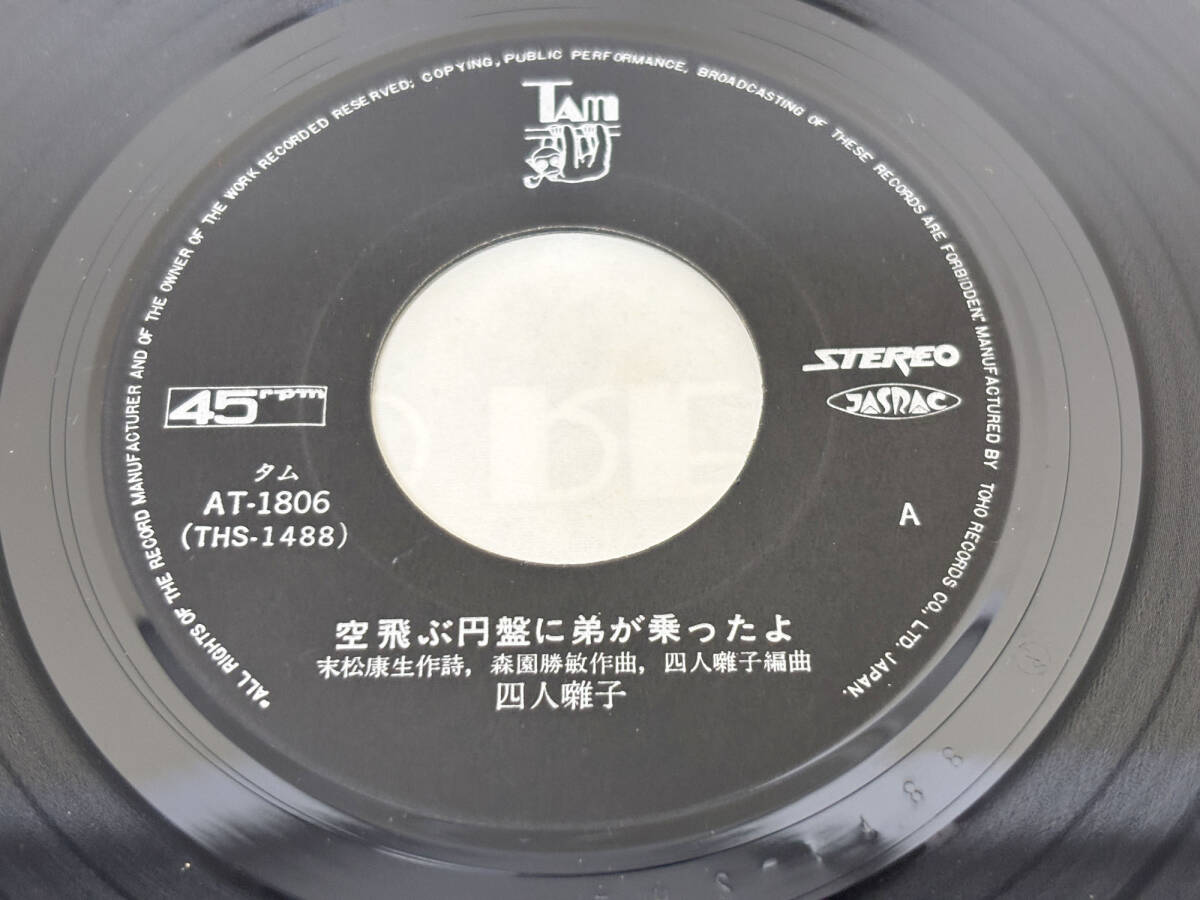 "ALL RIGHTS OF THE RECORD MANUFACTURER AND OF THE OWNER OF THE WORK RECORDED RESERVED; COPYING, PUBLIC PERFORMANCE, BROADCASTING OF THESE RECORDS ARE FORBIDDEN." MANUFACTURED BY TOHO RECORDS CO., LTD. JAPAN.
TAM
STEREO
45rpm
JASRAC
タム
AT-1806
(THS-1488)
A
空飛ぶ円盤に弟が乗ったよ
末松康生作詩, 森園勝敏作曲, 四人囃子編曲
四人囃子